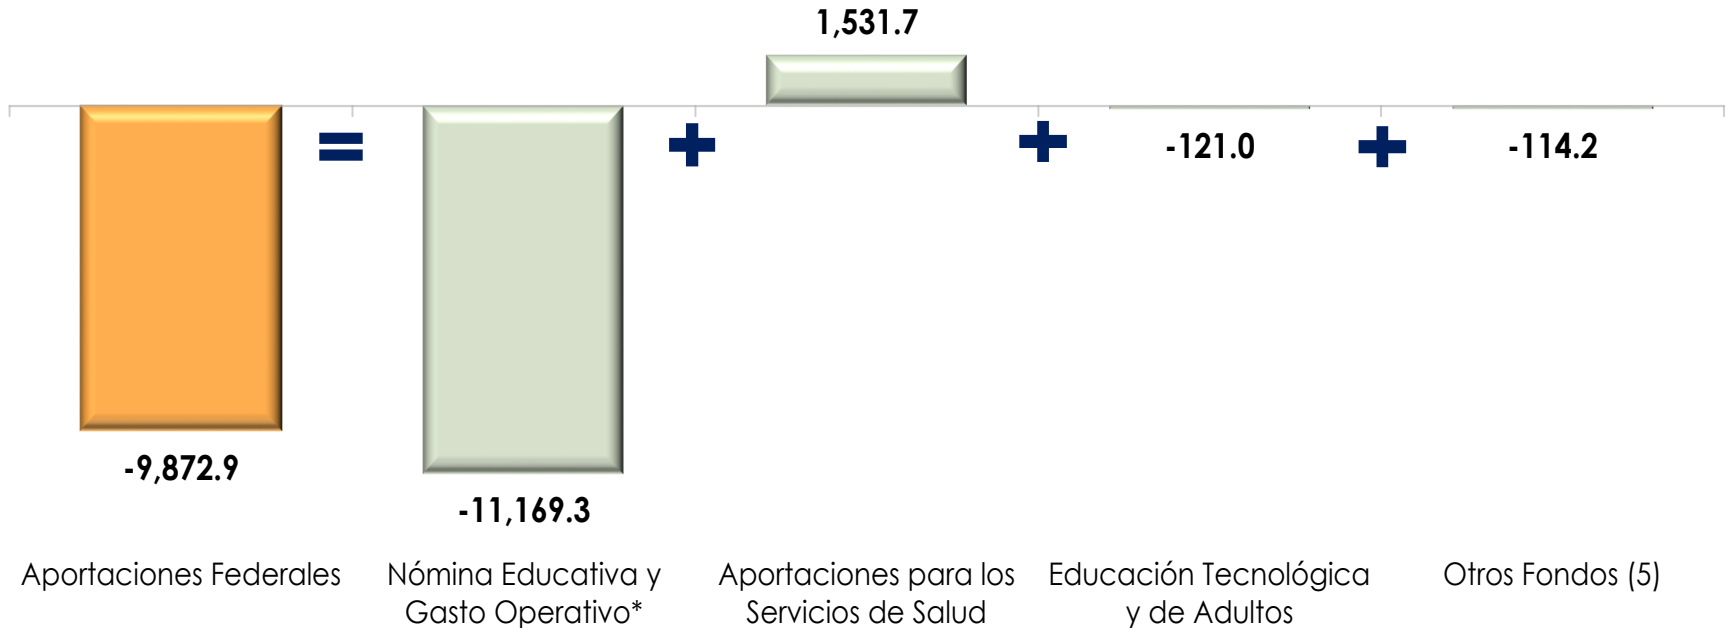 1,531.7
=
+
+
-121.0
+
-114.2
-9,872.9
-11,169.3
Aportaciones Federales
Nómina Educativa y
Gasto Operativo*
Aportaciones para los
Servicios de Salud
Educación Tecnológica
y de Adultos
Otros Fondos (5)